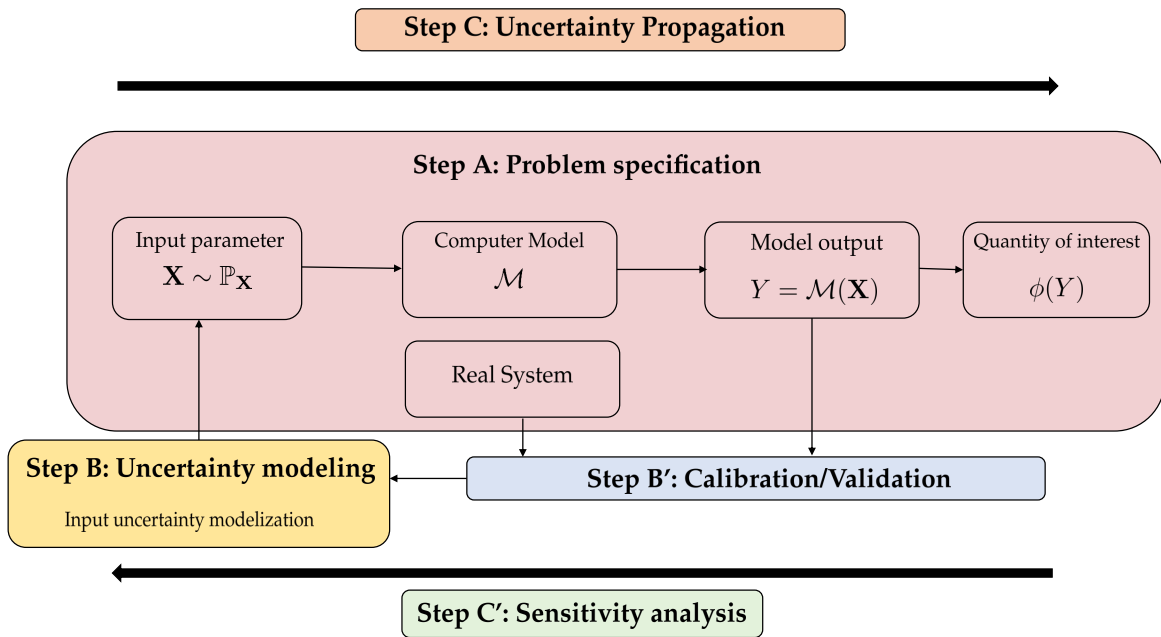 Step C: Uncertainty Propagation
Step A: Problem specification
Input parameter
𝐗 ∼ ℙ_𝐗
Computer Model
ℳ
Model output
Y = ℳ(𝐗)
Quantity of interest
ϕ(Y)
Real System
Step B: Uncertainty modeling
Input uncertainty modelization
Step B’: Calibration/Validation
Step C’: Sensitivity analysis